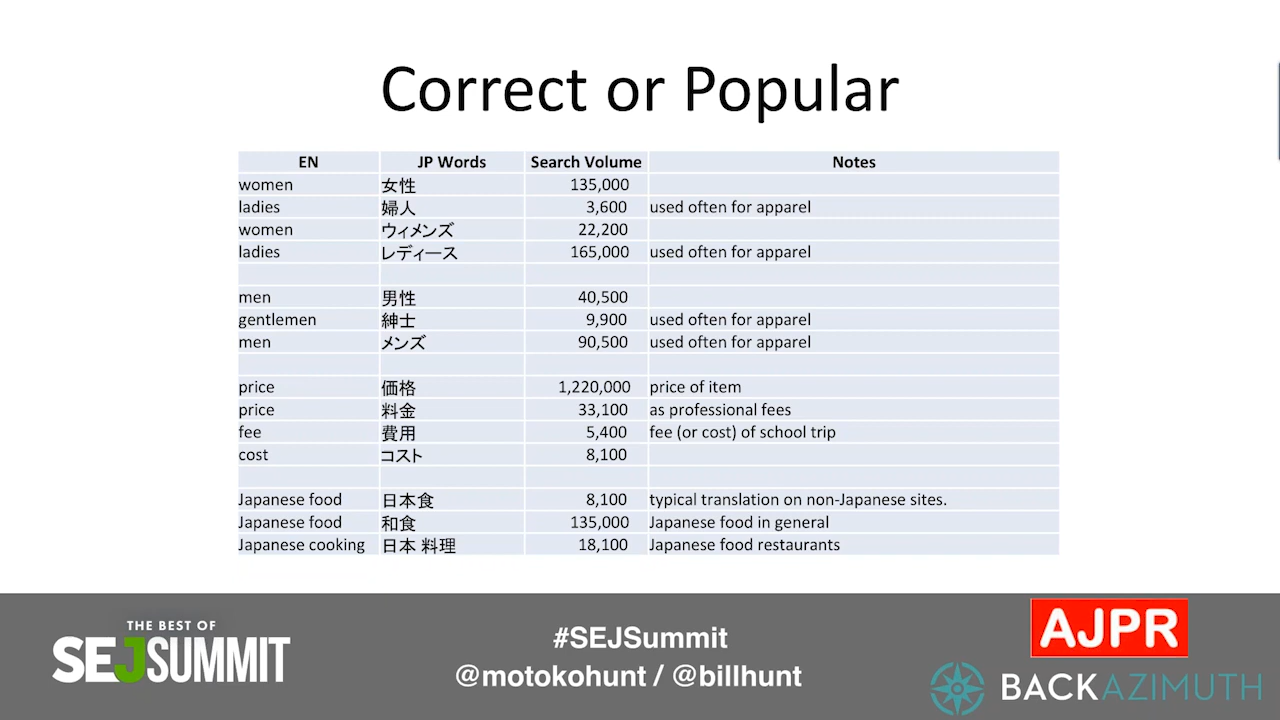 Correct or Popular
EN JP Words Search Volume Notes
women 女性 135,000
ladies 婦人 3,600 used often for apparel
women ウィメンズ 22,200
ladies レディース 165,000 used often for apparel
men 男性 40,500
gentlemen 紳士 9,900 used often for apparel
men メンズ 90,500 used often for apparel
price 価格 1,220,000 price of item
price 料金 33,100 as professional fees
fee 費用 5,400 fee (or cost) of school trip
cost コスト 8,100
Japanese food 日本食 8,100 typical translation on non-Japanese sites.
Japanese food 和食 135,000 Japanese food in general
Japanese cooking 日本 料理 18,100 Japanese food restaurants
THE BEST OF
SEJSUMMIT
#SEJSummit
@motokohunt / @billhunt
AJPR
BACKAZIMUTH